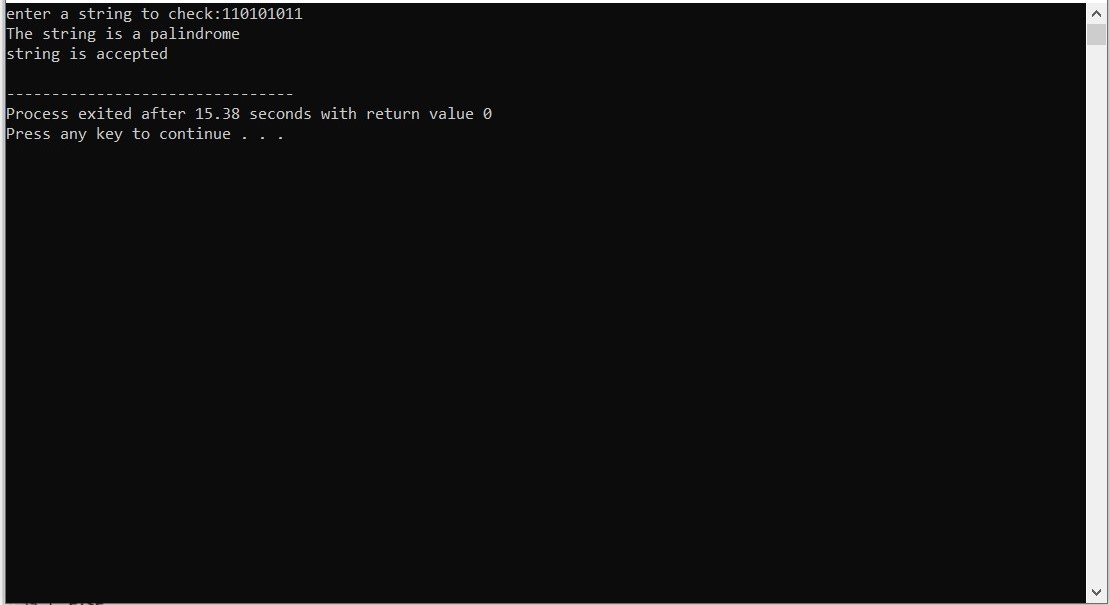 enter a string to check:110101011
The string is a palindrome
string is accepted
--------------------------------
Process exited after 15.38 seconds with return value 0
Press any key to continue . . .